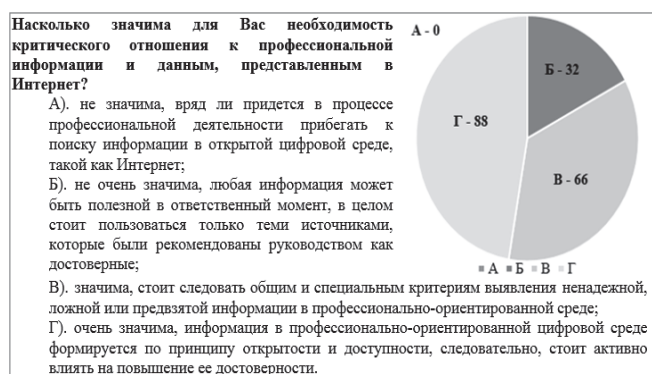 Насколько значима для Вас необходимость
критического отношения к профессиональной
информации и данным, представленным в
Интернет?
А). не значима, вряд ли придется в процессе
профессиональной деятельности прибегать к
поиску информации в открытой цифровой среде,
такой как Интернет;
Б). не очень значима, любая информация может
быть полезной в ответственный момент, в целом
стоит пользоваться только теми источниками,
которые были рекомендованы руководством как
достоверные;
А - 0
Б - 32
Г - 88
В - 66
А Б В Г
В). значима, стоит следовать общим и специальным критериям выявления ненадежной,
ложной или предвзятой информации в профессионально-ориентированной среде;
Г). очень значима, информация в профессионально-ориентированной цифровой среде
формируется по принципу открытости и доступности, следовательно, стоит активно
влиять на повышение ее достоверности.